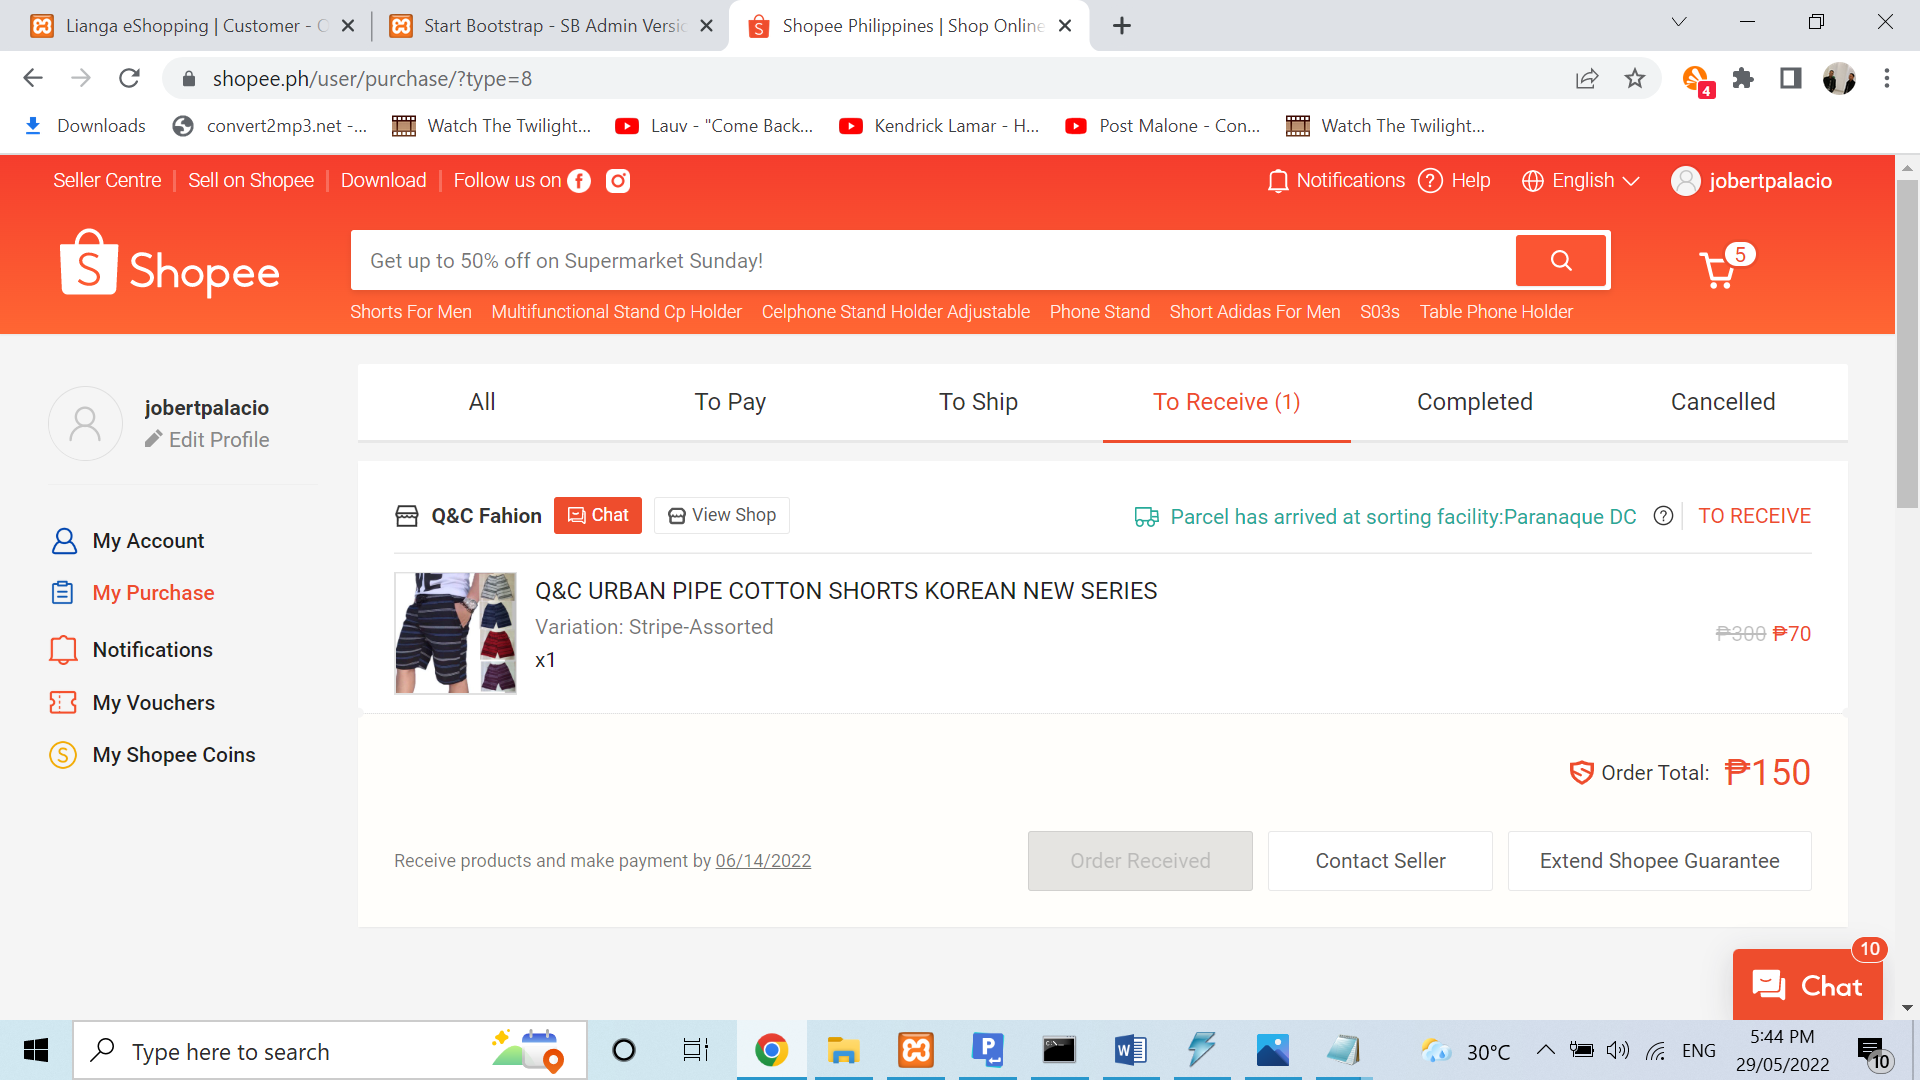 Lianga eShopping | Customer - O
Start Bootstrap - SB Admin Versio
Shopee Philippines | Shop Online
shopee.ph/user/purchase/?type=8
4
Downloads
convert2mp3.net -...
Watch The Twilight...
Lauv - "Come Back...
Kendrick Lamar - H...
Post Malone - Con...
Watch The Twilight...
Seller Centre
Sell on Shopee
Download
Follow us on
Notifications
Help
English
jobertpalacio
Shopee
Get up to 50% off on Supermarket Sunday!
5
Shorts For Men
Multifunctional Stand Cp Holder
Celphone Stand Holder Adjustable
Phone Stand
Short Adidas For Men
S03s
Table Phone Holder
jobertpalacio
Edit Profile
My Account
My Purchase
Notifications
My Vouchers
My Shopee Coins
All
To Pay
To Ship
To Receive (1)
Completed
Cancelled
Q&C Fahion
Chat
View Shop
Parcel has arrived at sorting facility:Paranaque DC
TO RECEIVE
Q&C URBAN PIPE COTTON SHORTS KOREAN NEW SERIES
Variation: Stripe-Assorted
x1
₱300 ₱70
Order Total: ₱150
Receive products and make payment by 06/14/2022
Order Received
Contact Seller
Extend Shopee Guarantee
10
Chat
Type here to search
30°C
ENG
5:44 PM
29/05/2022
10